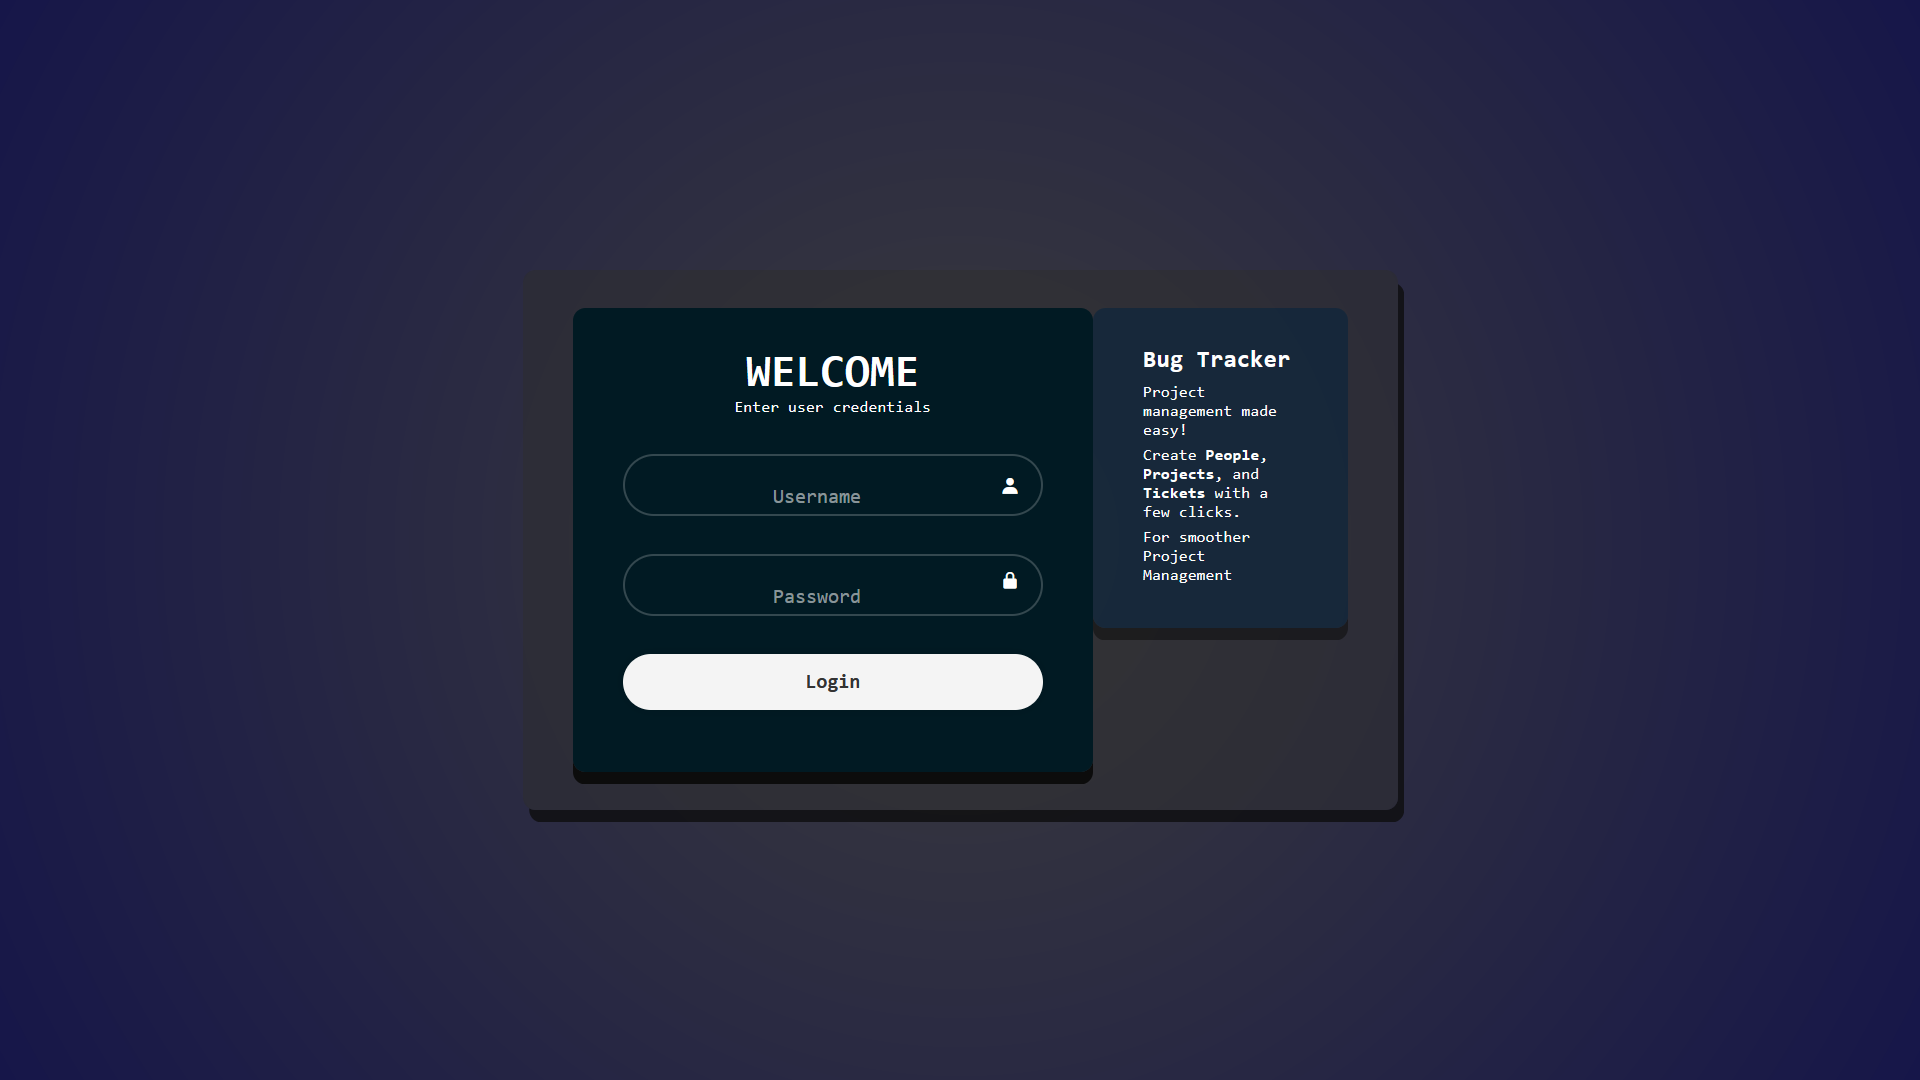 WELCOME
Enter user credentials
Username
Password
Login
Bug Tracker
Project
management made
easy!
Create People,
Projects, and
Tickets with a
few clicks.
For smoother
Project
Management